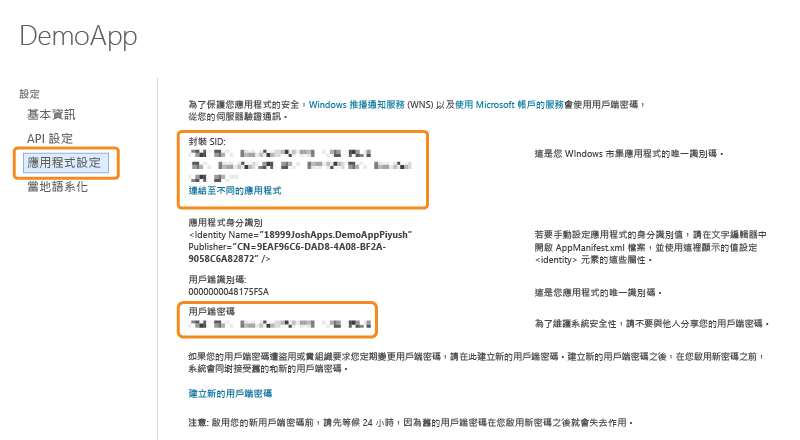 DemoApp
設定
基本資訊
API 設定
應用程式設定
當地語系化
為了保護您應用程式的安全，Windows 推播通知服務 (WNS) 以及使用 Microsoft 帳戶的服務會使用用戶端密碼，
從您的伺服器驗證通訊。
封裝 SID:
連結至不同的應用程式
這是您 WIndows 市集應用程式的唯一識別碼。
應用程式身分識別
<Identity Name="18999JoshApps.DemoAppPiyush"
Publisher="CN=9EAF96C6-DAD8-4A08-BF2A-
9058C6A82872" />
若要手動設定應用程式的身分識別值，請在文字編輯器中
開啟 AppManifest.xml 檔案，並使用這裡顯示的值設定
<identity> 元素的這些屬性。
用戶端識別碼:
0000000048175FSA
這是您應用程式的唯一識別碼。
用戶端密碼
為了維護系統安全性，請不要與他人分享您的用戶端密碼。
如果您的用戶端密碼遭盜用或貴組織要求您定期變更用戶端密碼，請在此建立新的用戶端密碼。建立新的用戶端密碼之後，在您啟用新密碼之前，
系統會同時接受舊的和新的用戶端密碼。
建立新的用戶端密碼
注意: 啟用您的新用戶端密碼前，請先等候 24 小時，因為舊的用戶端密碼在您啟用新密碼之後就會失去作用。